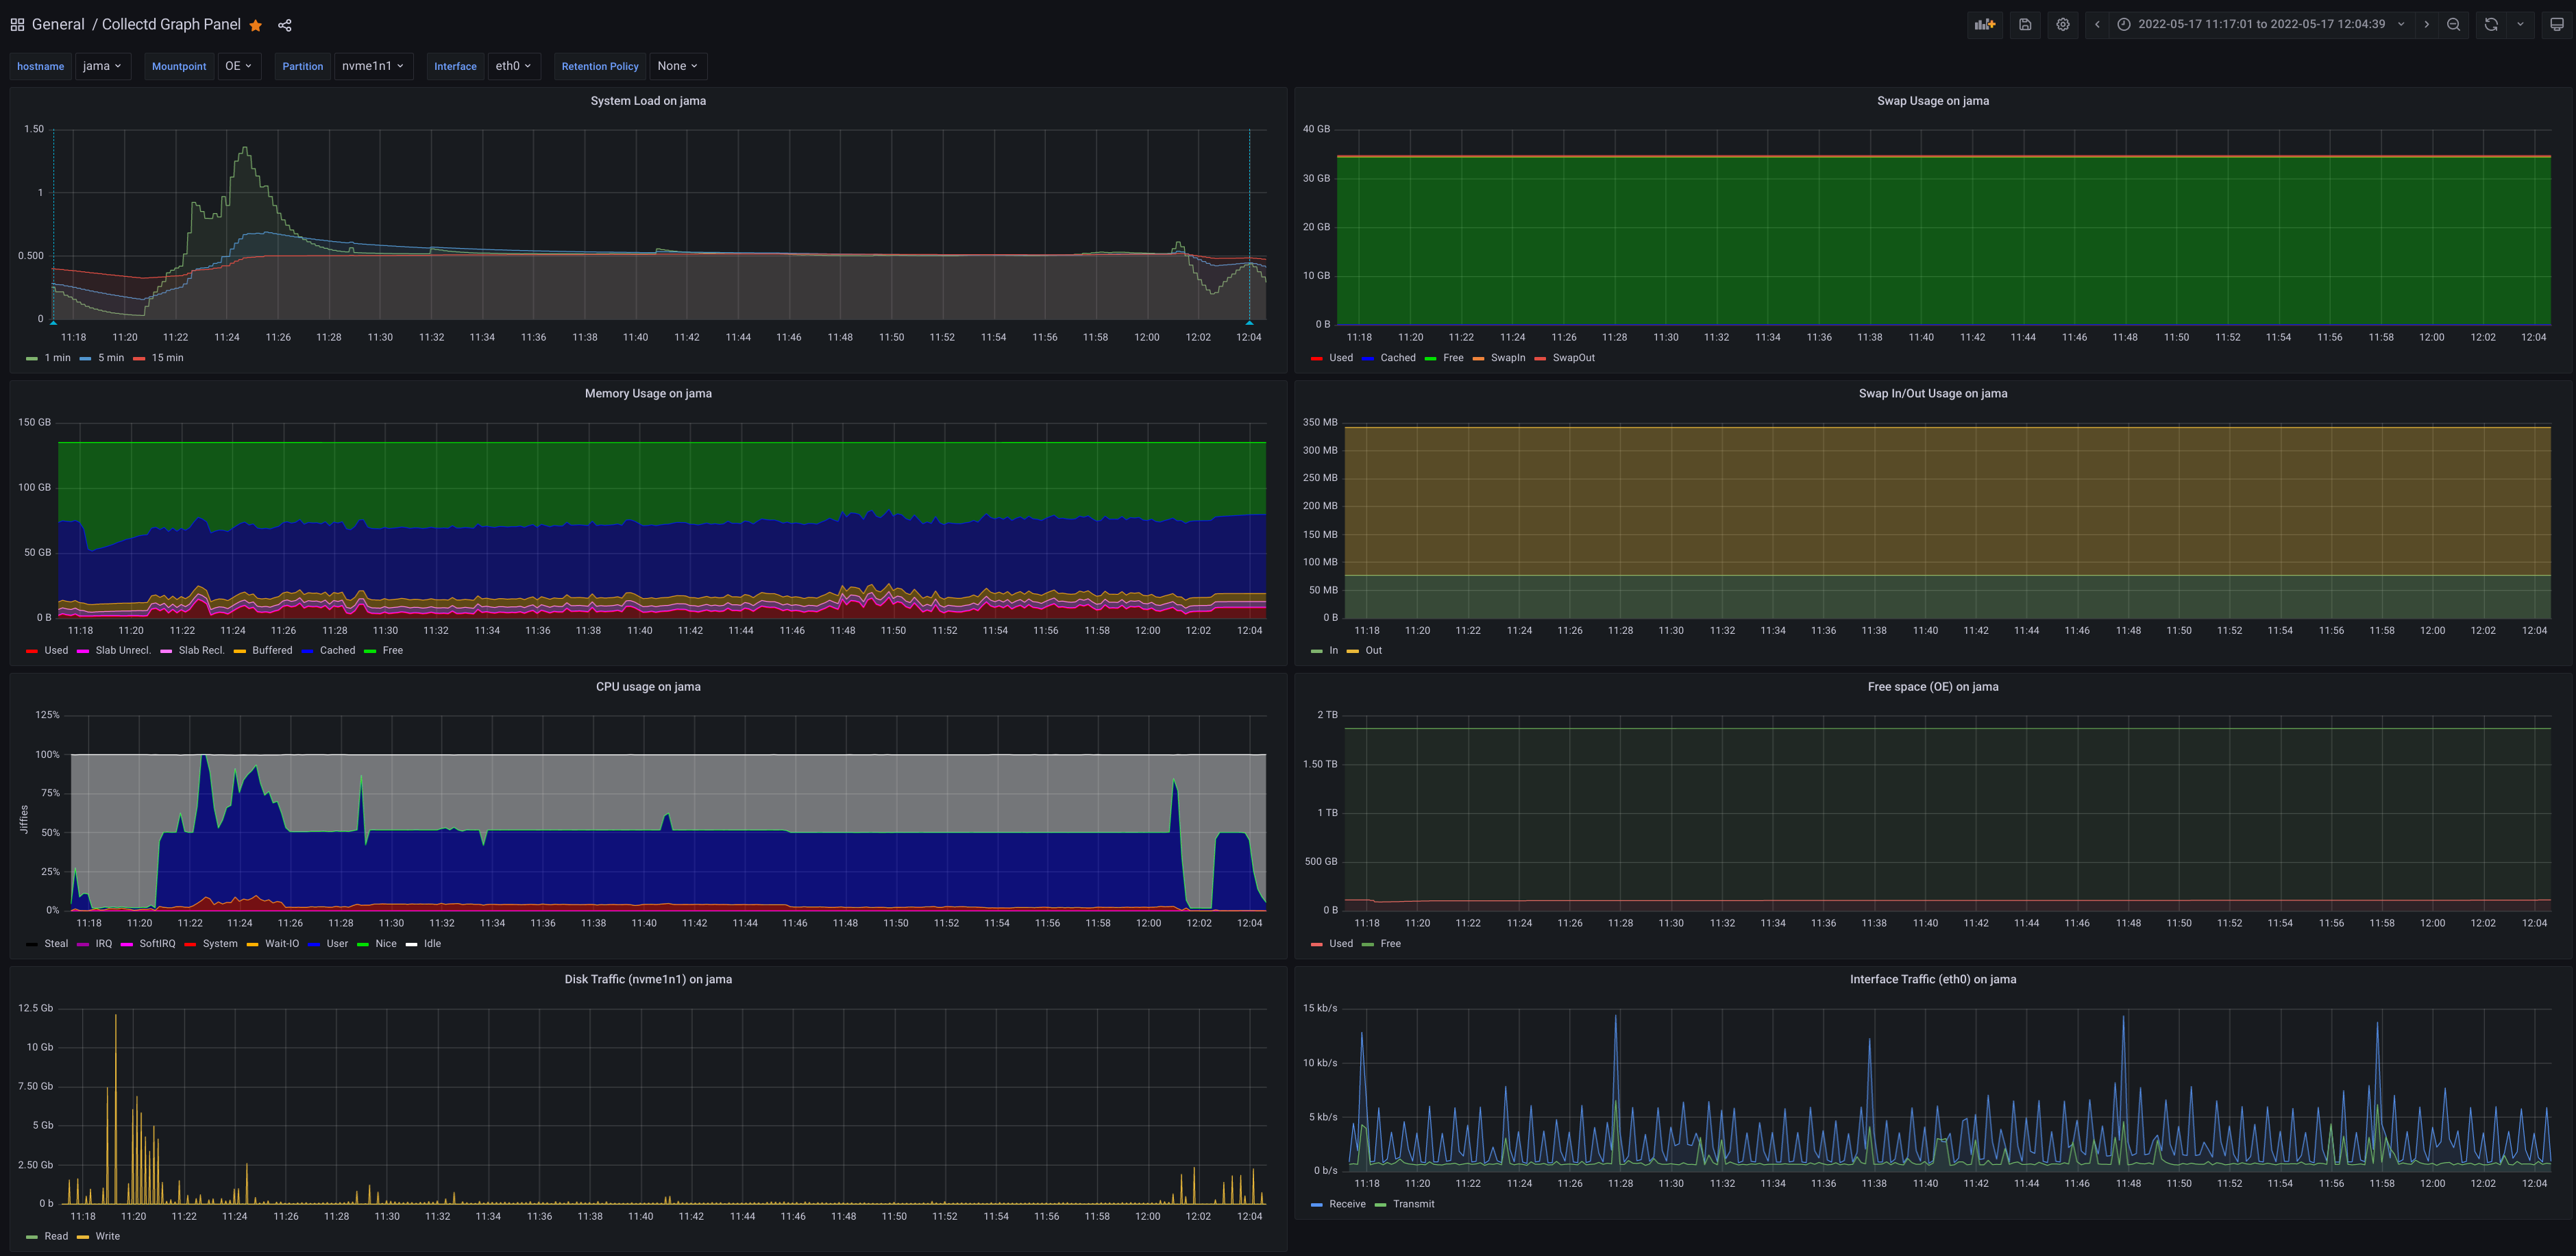 General / Collectd Graph Panel
2022-05-17 11:17:01 to 2022-05-17 12:04:39
hostname jama Mountpoint OE Partition nvme1n1 Interface eth0 Retention Policy None
System Load on jama
1.50
1
0.500
0
11:18 11:20 11:22 11:24 11:26 11:28 11:30 11:32 11:34 11:36 11:38 11:40 11:42 11:44 11:46 11:48 11:50 11:52 11:54 11:56 11:58 12:00 12:02 12:04
1 min 5 min 15 min
Swap Usage on jama
40 GB
30 GB
20 GB
10 GB
0 B
11:18 11:20 11:22 11:24 11:26 11:28 11:30 11:32 11:34 11:36 11:38 11:40 11:42 11:44 11:46 11:48 11:50 11:52 11:54 11:56 11:58 12:00 12:02 12:04
Used Cached Free SwapIn SwapOut
Memory Usage on jama
150 GB
100 GB
50 GB
0 B
11:18 11:20 11:22 11:24 11:26 11:28 11:30 11:32 11:34 11:36 11:38 11:40 11:42 11:44 11:46 11:48 11:50 11:52 11:54 11:56 11:58 12:00 12:02 12:04
Used Slab Unrecl. Slab Recl. Buffered Cached Free
Swap In/Out Usage on jama
350 MB
300 MB
250 MB
200 MB
150 MB
100 MB
50 MB
0 B
11:18 11:20 11:22 11:24 11:26 11:28 11:30 11:32 11:34 11:36 11:38 11:40 11:42 11:44 11:46 11:48 11:50 11:52 11:54 11:56 11:58 12:00 12:02 12:04
In Out
CPU usage on jama
Jiffies
125%
100%
75%
50%
25%
0%
11:18 11:20 11:22 11:24 11:26 11:28 11:30 11:32 11:34 11:36 11:38 11:40 11:42 11:44 11:46 11:48 11:50 11:52 11:54 11:56 11:58 12:00 12:02 12:04
Steal IRQ SoftIRQ System Wait-IO User Nice Idle
Free space (OE) on jama
2 TB
1.50 TB
1 TB
500 GB
0 B
11:18 11:20 11:22 11:24 11:26 11:28 11:30 11:32 11:34 11:36 11:38 11:40 11:42 11:44 11:46 11:48 11:50 11:52 11:54 11:56 11:58 12:00 12:02 12:04
Used Free
Disk Traffic (nvme1n1) on jama
12.5 Gb
10 Gb
7.50 Gb
5 Gb
2.50 Gb
0 b
11:18 11:20 11:22 11:24 11:26 11:28 11:30 11:32 11:34 11:36 11:38 11:40 11:42 11:44 11:46 11:48 11:50 11:52 11:54 11:56 11:58 12:00 12:02 12:04
Read Write
Interface Traffic (eth0) on jama
15 kb/s
10 kb/s
5 kb/s
0 b/s
11:18 11:20 11:22 11:24 11:26 11:28 11:30 11:32 11:34 11:36 11:38 11:40 11:42 11:44 11:46 11:48 11:50 11:52 11:54 11:56 11:58 12:00 12:02 12:04
Receive Transmit